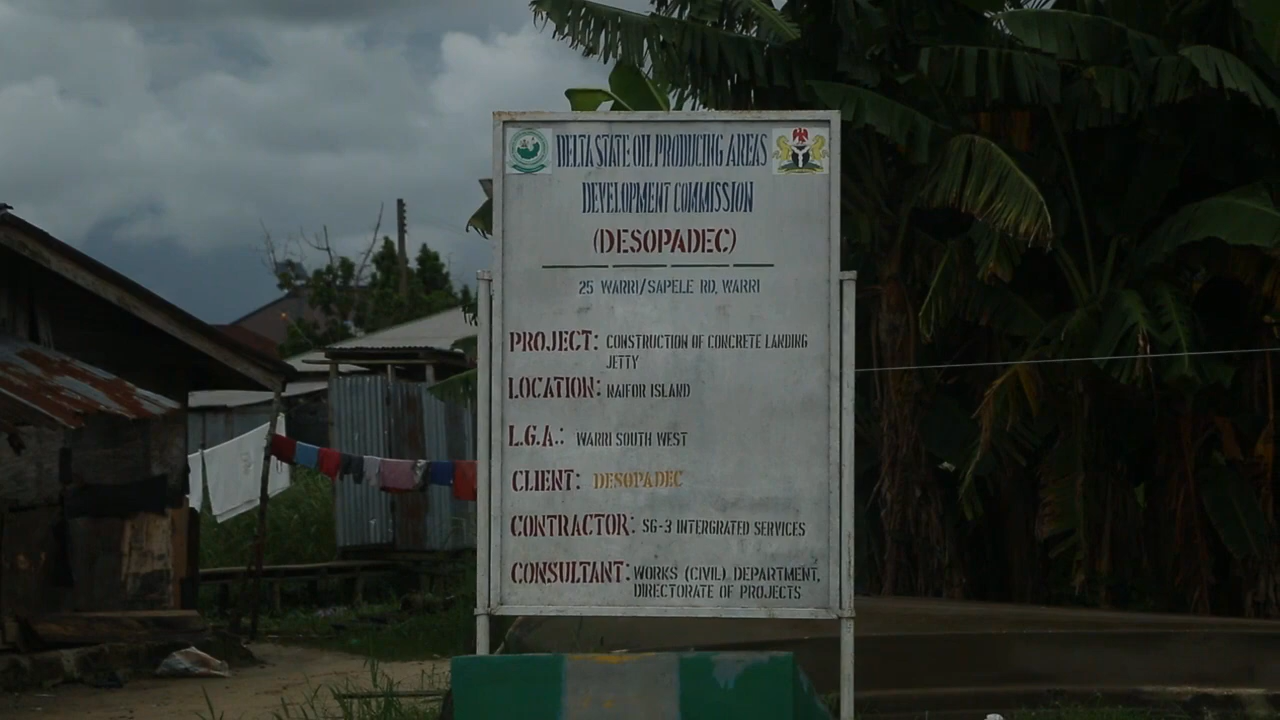 DELTA STATE OIL PRODUCING AREAS
DEVELOPMENT COMMISSION
(DESOPADEC)
25 WARRI/SAPELE RD, WARRI
PROJECT: CONSTRUCTION OF CONCRETE LANDING
JETTY
LOCATION: NAIFOR ISLAND
L.G.A.: WARRI SOUTH WEST
CLIENT: DESOPADEC
CONTRACTOR: SG-3 INTERGRATED SERVICES
CONSULTANT: WORKS (CIVIL) DEPARTMENT,
DIRECTORATE OF PROJECTS